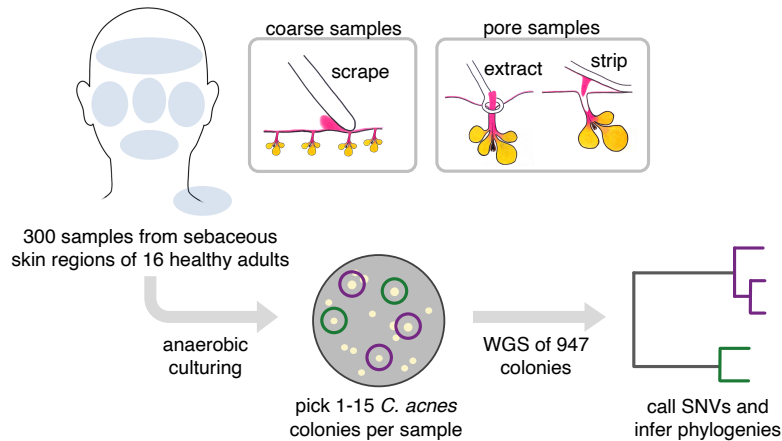 coarse samples
scrape
pore samples
extract
strip
300 samples from sebaceous
skin regions of 16 healthy adults
anaerobic
culturing
pick 1-15 C. acnes
colonies per sample
WGS of 947
colonies
call SNVs and
infer phylogenies